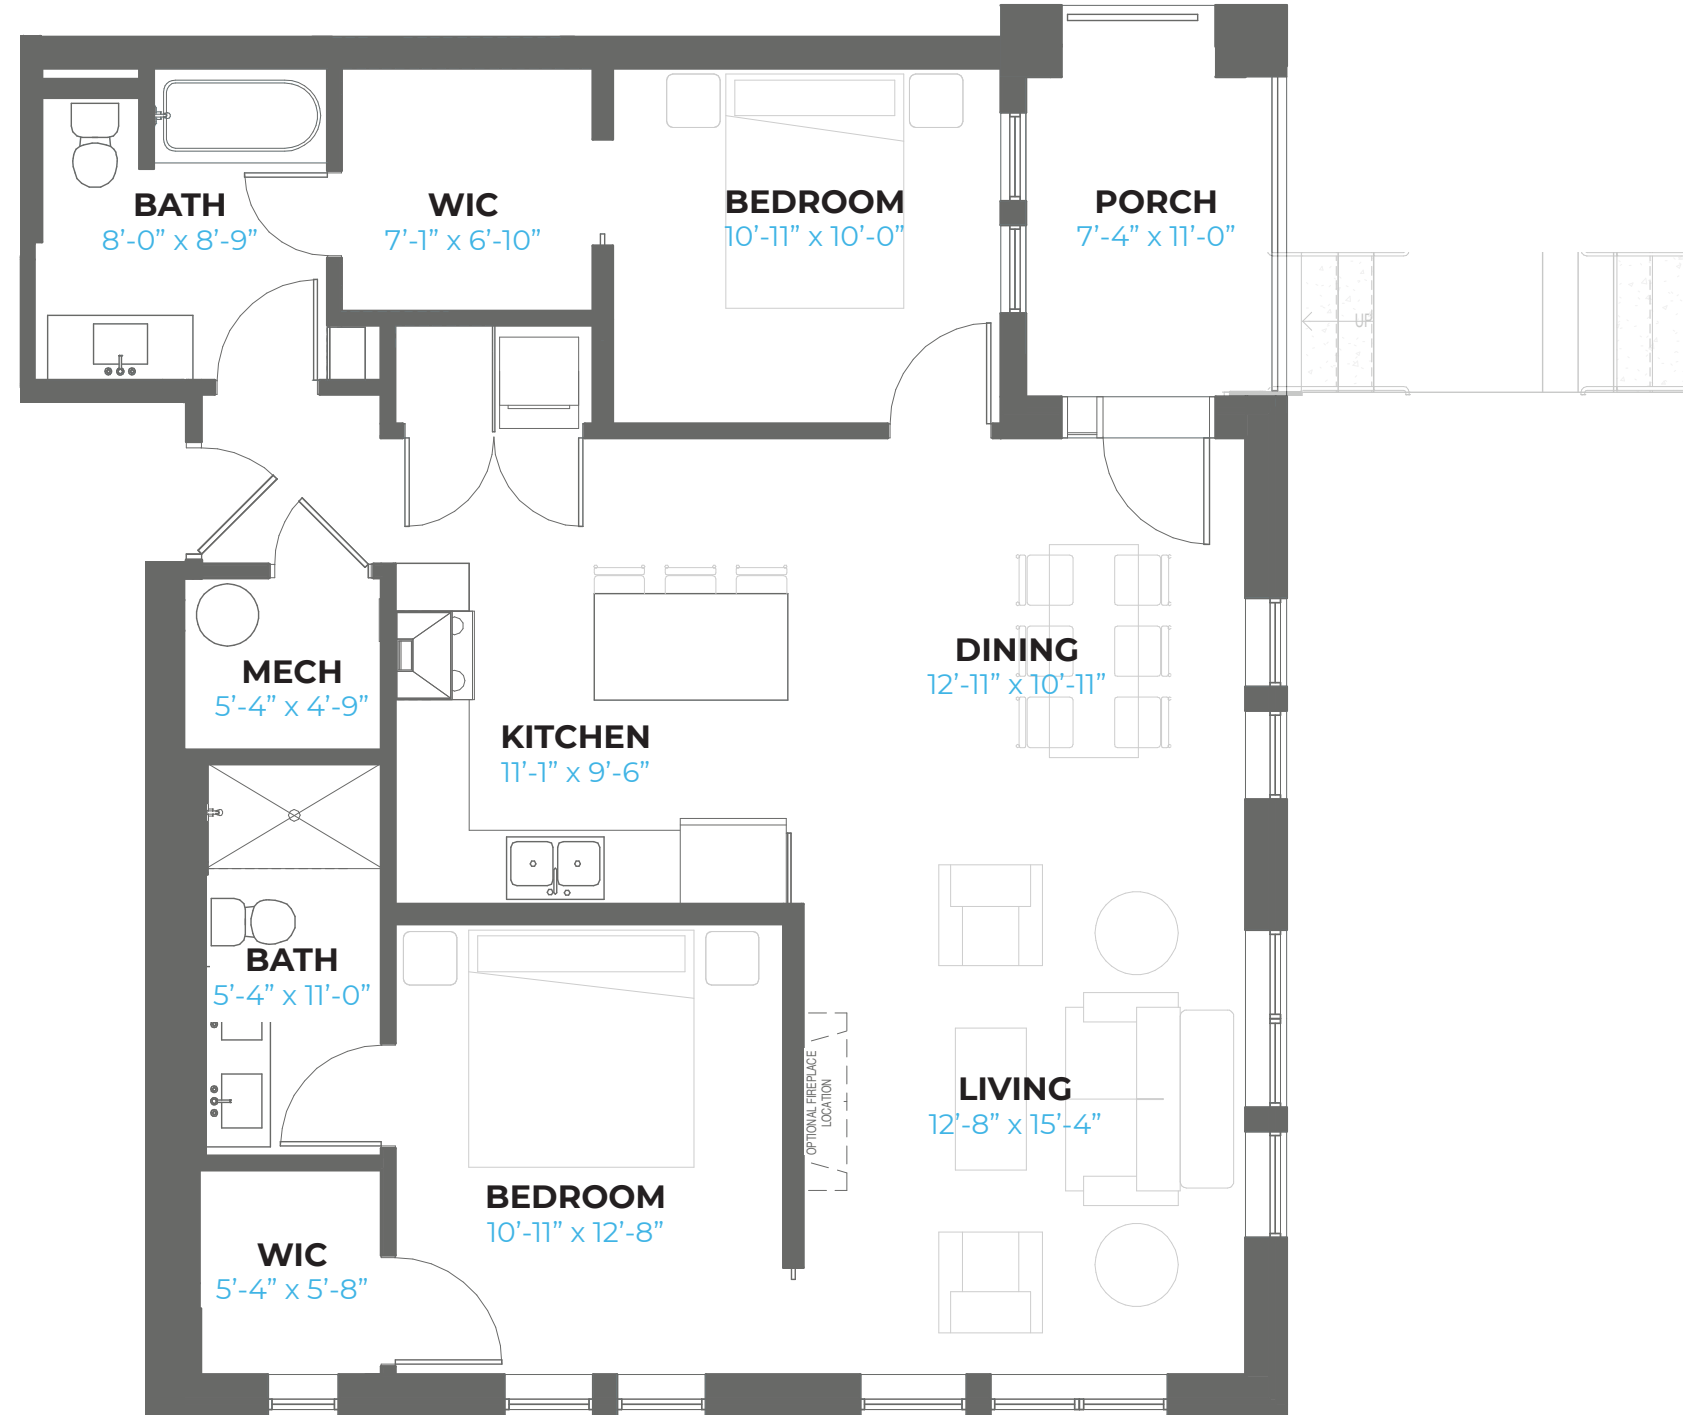 BATH
8’-0” x 8’-9”
WIC
7’-1” x 6’-10”
BEDROOM
10’-11” x 10’-0”
PORCH
7’-4” x 11’-0”
UP
MECH
5’-4” x 4’-9”
KITCHEN
11’-1” x 9’-6”
DINING
12’-11” x 10’-11”
BATH
5’-4” x 11’-0”
OPTIONAL FIREPLACE
LOCATION
LIVING
12’-8” x 15’-4”
BEDROOM
10’-11” x 12’-8”
WIC
5’-4” x 5’-8”